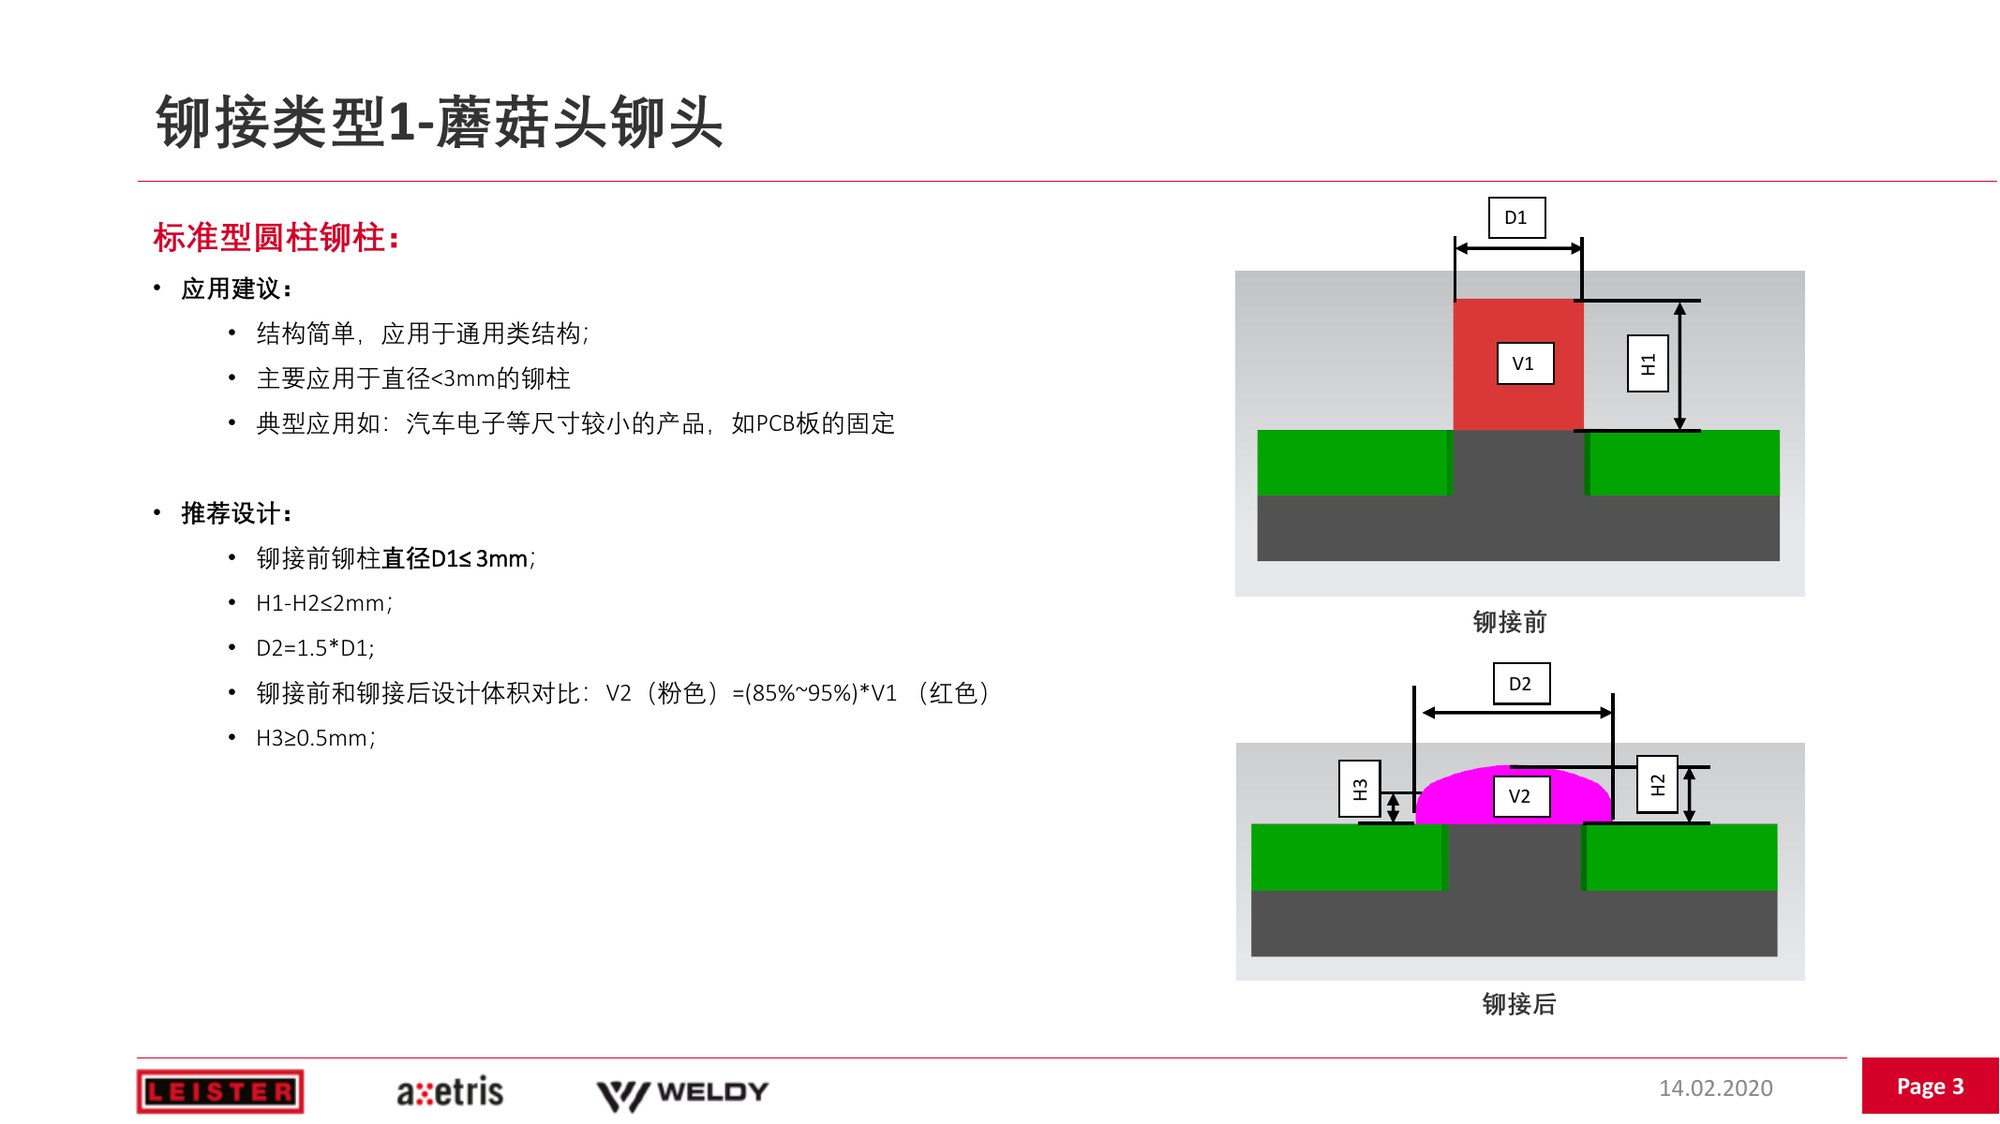 铆接类型1-蘑菇头铆头
标准型圆柱铆柱：
• 应用建议：
• 结构简单，应用于通用类结构；
• 主要应用于直径<3mm的铆柱
• 典型应用如：汽车电子等尺寸较小的产品，如PCB板的固定
• 推荐设计：
• 铆接前铆柱直径D1≤3mm；
• H1-H2≤2mm；
• D2=1.5*D1;
• 铆接前和铆接后设计体积对比：V2（粉色）=(85%~95%)*V1 （红色）
• H3≥0.5mm；
D1
V1
H1
铆接前
D2
H3
V2
H2
铆接后
LEISTER
axetris
WELDY
14.02.2020
Page 3